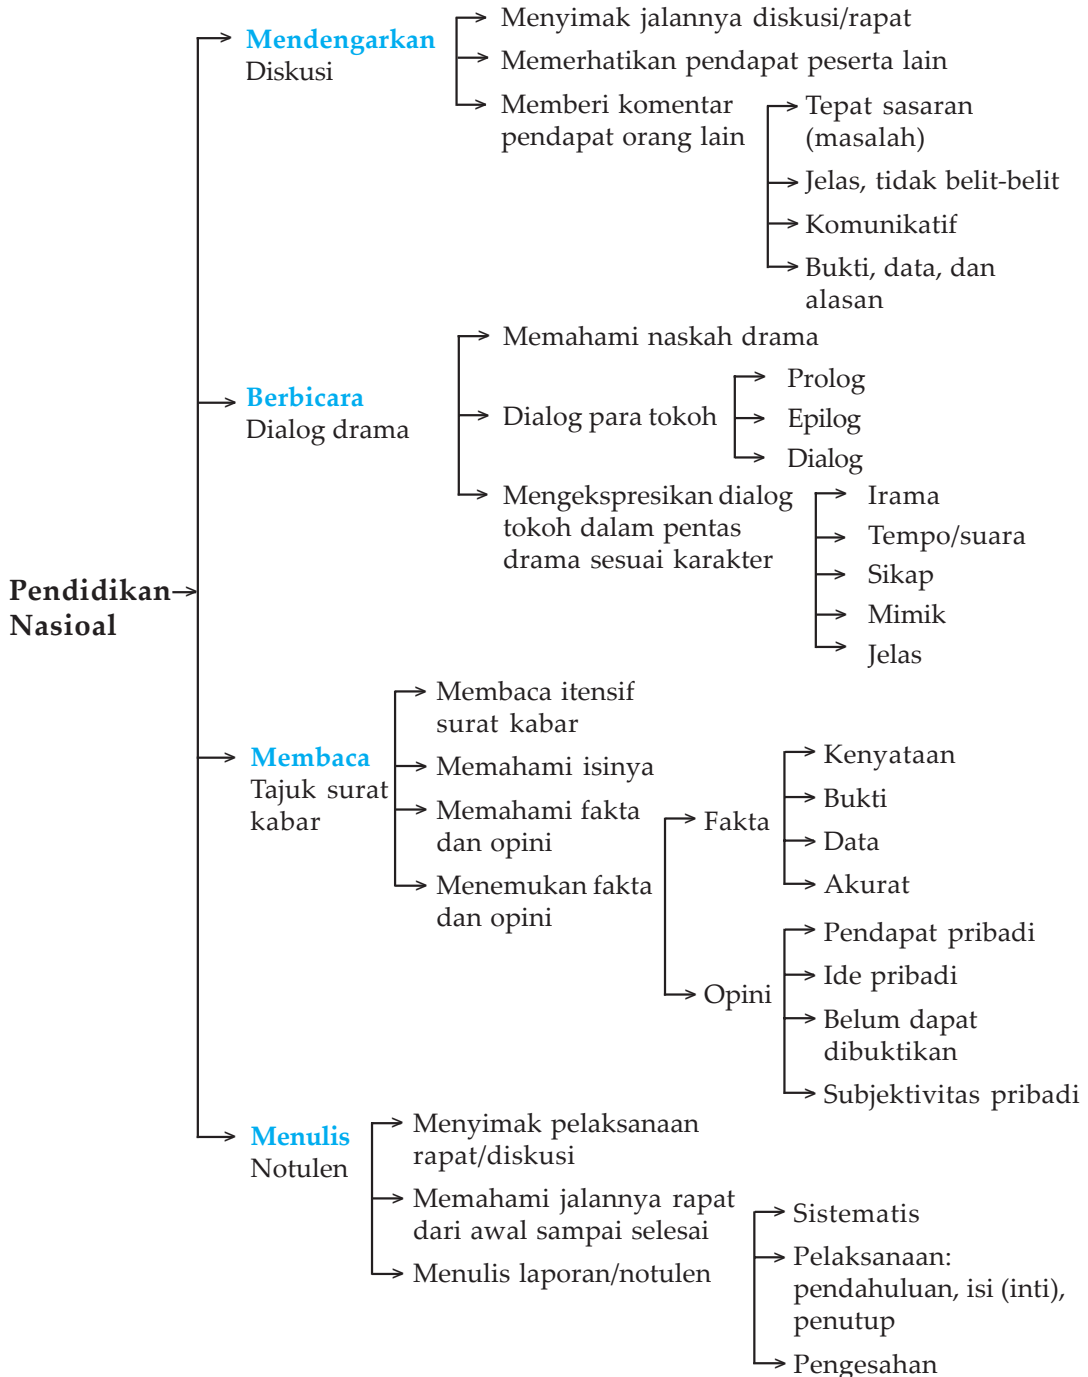 Pendidikan
Nasioal
Mendengarkan
Diskusi
Menyimak jalannya diskusi/rapat
Memerhatikan pendapat peserta lain
Memberi komentar
pendapat orang lain
Tepat sasaran
(masalah)
Jelas, tidak belit-belit
Komunikatif
Bukti, data, dan
alasan
Berbicara
Dialog drama
Memahami naskah drama
Dialog para tokoh
Prolog
Epilog
Dialog
Mengekspresikan dialog
tokoh dalam pentas
drama sesuai karakter
Irama
Tempo/suara
Sikap
Mimik
Jelas
Membaca
Tajuk surat
kabar
Membaca itensif
surat kabar
Memahami isinya
Memahami fakta
dan opini
Menemukan fakta
dan opini
Fakta
Kenyataan
Bukti
Data
Akurat
Opini
Pendapat pribadi
Ide pribadi
Belum dapat
dibuktikan
Subjektivitas pribadi
Menulis
Notulen
Menyimak pelaksanaan
rapat/diskusi
Memahami jalannya rapat
dari awal sampai selesai
Menulis laporan/notulen
Sistematis
Pelaksanaan:
pendahuluan, isi (inti),
penutup
Pengesahan